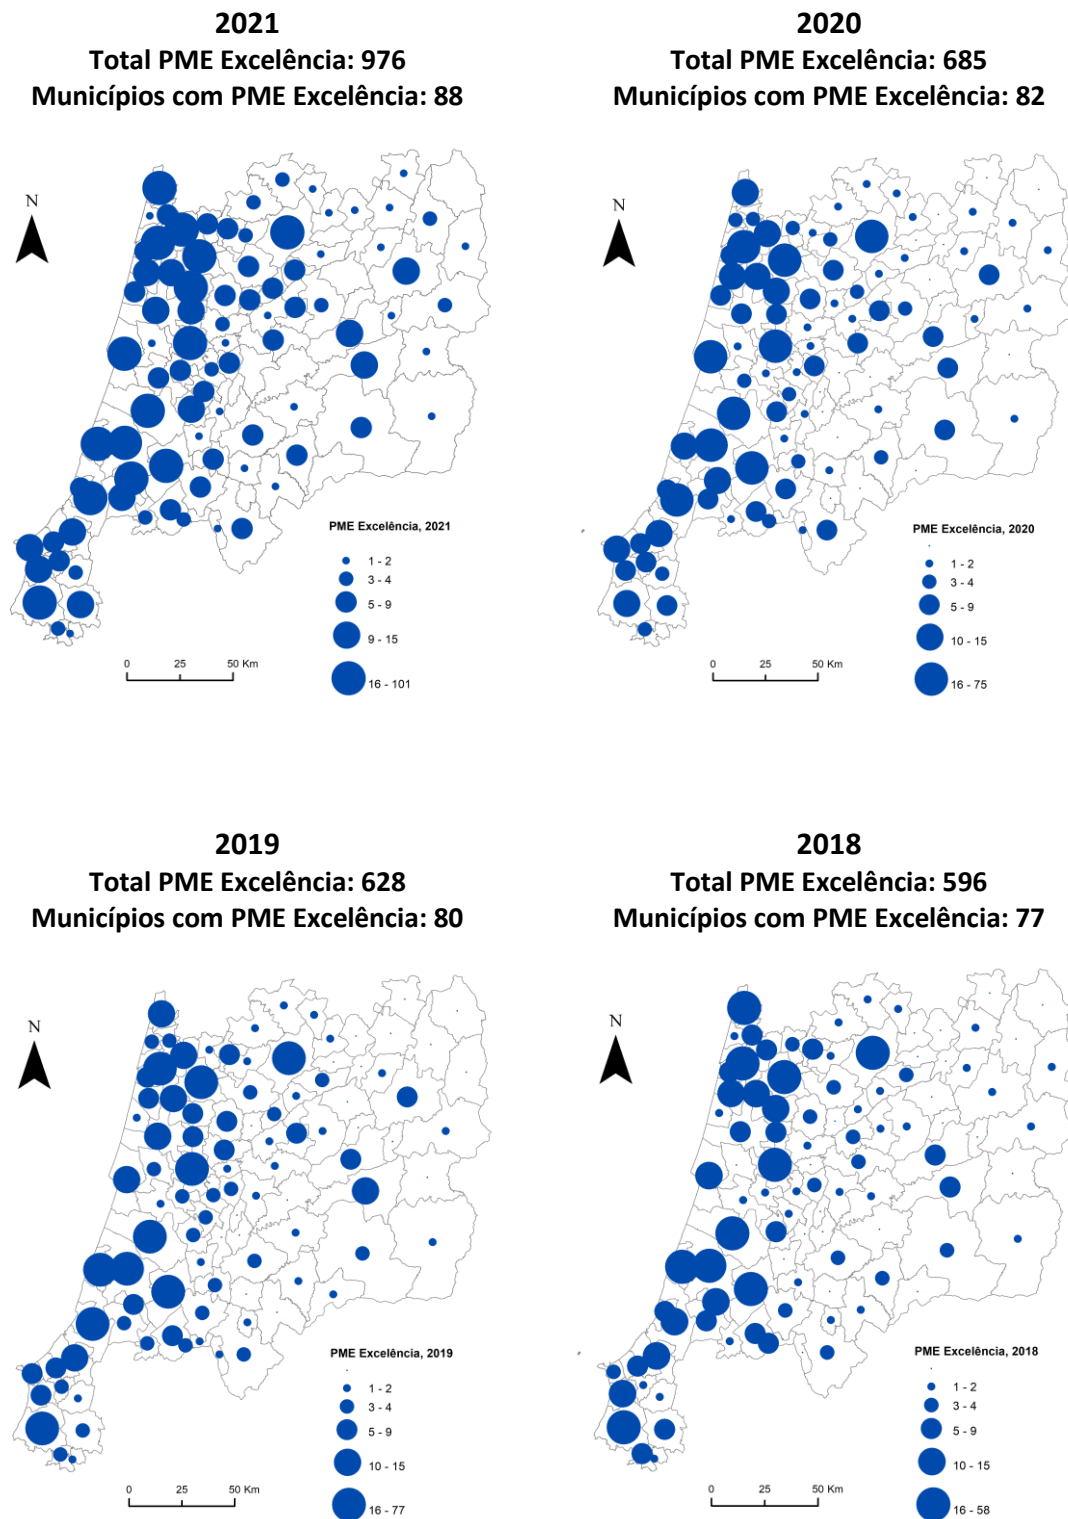 2021
Total PME Excelência: 976
Municípios com PME Excelência: 88
N
PME Excelência, 2021
1 - 2
3 - 4
5 - 9
9 - 15
16 - 101
0 25 50 Km
2020
Total PME Excelência: 685
Municípios com PME Excelência: 82
N
PME Excelência, 2020
1 - 2
3 - 4
5 - 9
10 - 15
16 - 75
0 25 50 Km
2019
Total PME Excelência: 628
Municípios com PME Excelência: 80
N
PME Excelência, 2019
1 - 2
3 - 4
5 - 9
10 - 15
16 - 77
0 25 50 Km
2018
Total PME Excelência: 596
Municípios com PME Excelência: 77
N
PME Excelência, 2018
1 - 2
3 - 4
5 - 9
10 - 15
16 - 58
0 25 50 Km